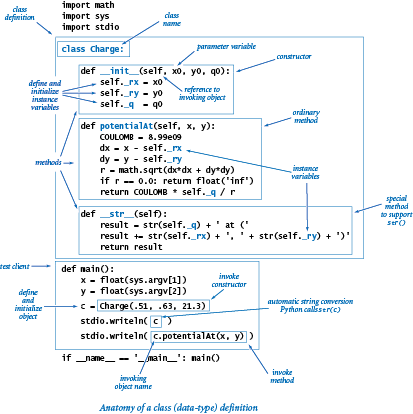 import math
import sys
import stdio
class
definition
class
name
class Charge:
parameter variable
constructor
def __init__(self, x0, y0, q0):
self._rx = x0
self._ry = y0
self._q = q0
define and
initialize
instance
variables
reference to
invoking object
ordinary
method
def potentialAt(self, x, y):
COULOMB = 8.99e09
dx = x - self._rx
dy = y - self._ry
r = math.sqrt(dx*dx + dy*dy)
if r == 0.0: return float('inf')
return COULOMB * self._q / r
methods
instance
variables
def __str__(self):
result = str(self._q) + ' at ('
result += str(self._rx) + ', ' + str(self._ry) + ')'
return result
special
method
to support
ser()
test client
def main():
x = float(sys.argv[1])
y = float(sys.argv[2])
c = Charge(.51, .63, 21.3)
stdio.writeln( c )
stdio.writeln( c.potentialAt(x, y) )
define
and
initialize
object
invoke
constructor
automatic string conversion
Python calls ser(c)
if __name__ == '__main__': main()
invoking
object name
invoke
method
Anatomy of a class (data-type) definition